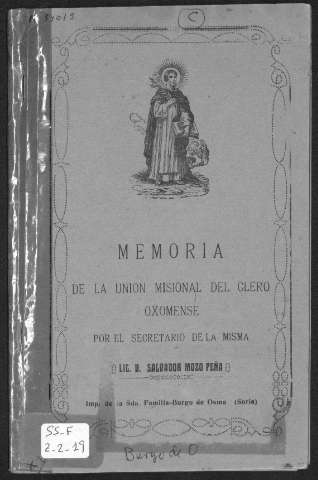 C
MEMORIA
DE LA UNION MISIONAL DEL CLERO
OXOMENSE
POR EL SECRETARIO DE LA MISMA
LIC. D. SALVADOR MOZO PEÑA
Imp. de la Sda. Familia-Burgo de Osma (Soria)
SS-F
2-2-19
Burgo de O